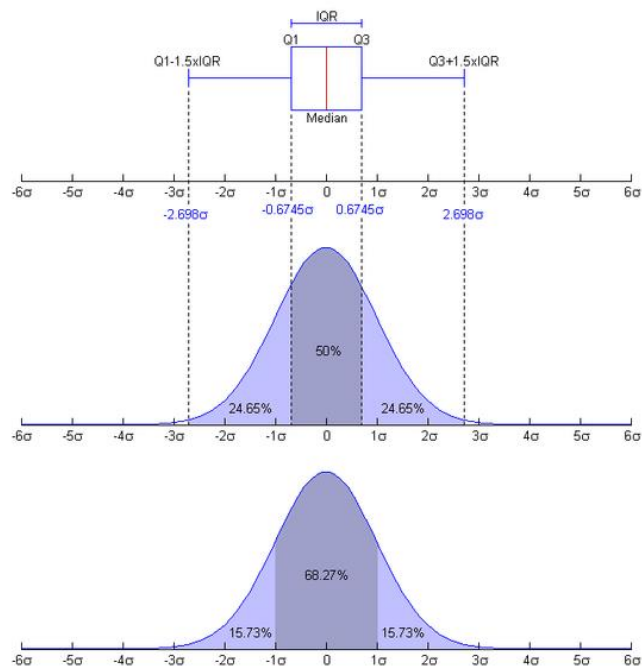 IQR
Q1 Q3
Q1-1.5xIQR Q3+1.5xIQR
Median
-6σ -5σ -4σ -3σ -2σ -1σ 0 1σ 2σ 3σ 4σ 5σ 6σ
-2.698σ -0.6745σ 0.6745σ 2.698σ
50%
24.65% 24.65%
-6σ -5σ -4σ -3σ -2σ -1σ 0 1σ 2σ 3σ 4σ 5σ 6σ
68.27%
15.73% 15.73%
-6σ -5σ -4σ -3σ -2σ -1σ 0 1σ 2σ 3σ 4σ 5σ 6σ